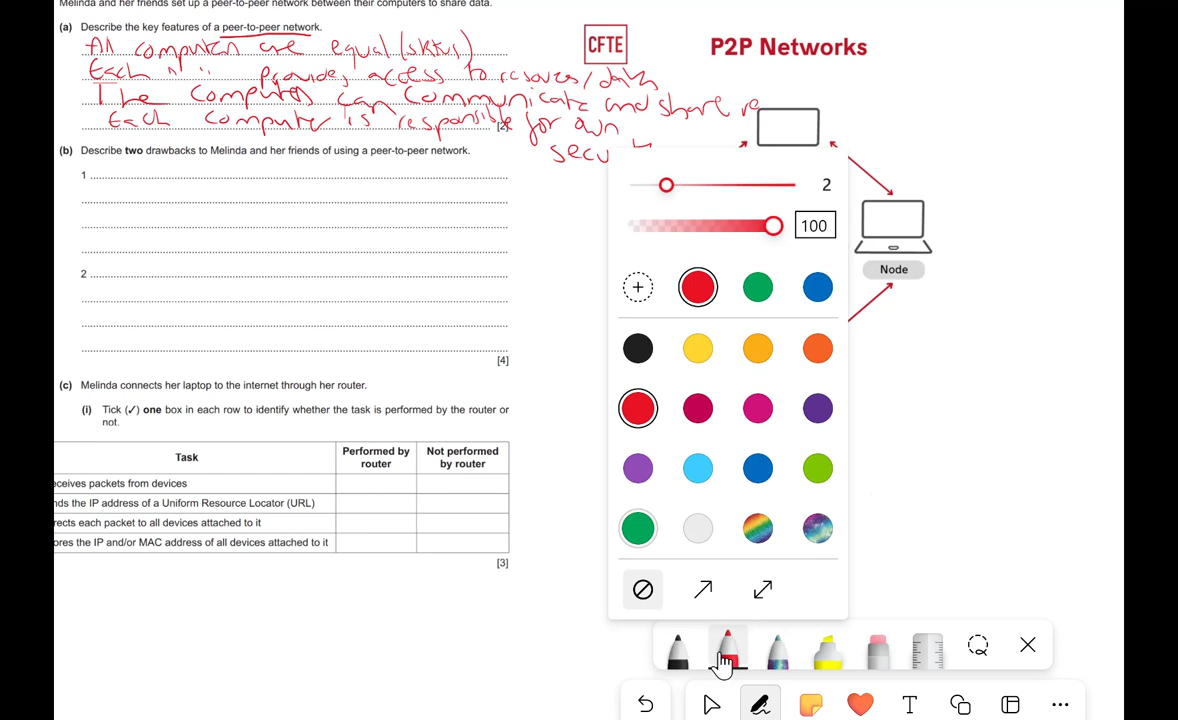 Melinda and her friends set up a peer-to-peer network between their computers to share data.
(a) Describe the key features of a peer-to-peer network.
All computers are equal (status)
Each " " provides access to resources/data
The computers can communicate and share re
Each computer is responsible for own
[2]
secu
(b) Describe two drawbacks to Melinda and her friends of using a peer-to-peer network.
1
2
[4]
(c) Melinda connects her laptop to the internet through her router.
(i) Tick (✓) one box in each row to identify whether the task is performed by the router or
not.
Task Performed by router Not performed by router
eceives packets from devices
nds the IP address of a Uniform Resource Locator (URL)
rects each packet to all devices attached to it
ores the IP and/or MAC address of all devices attached to it
[3]
CFTE
P2P Networks
Node
2
100
T